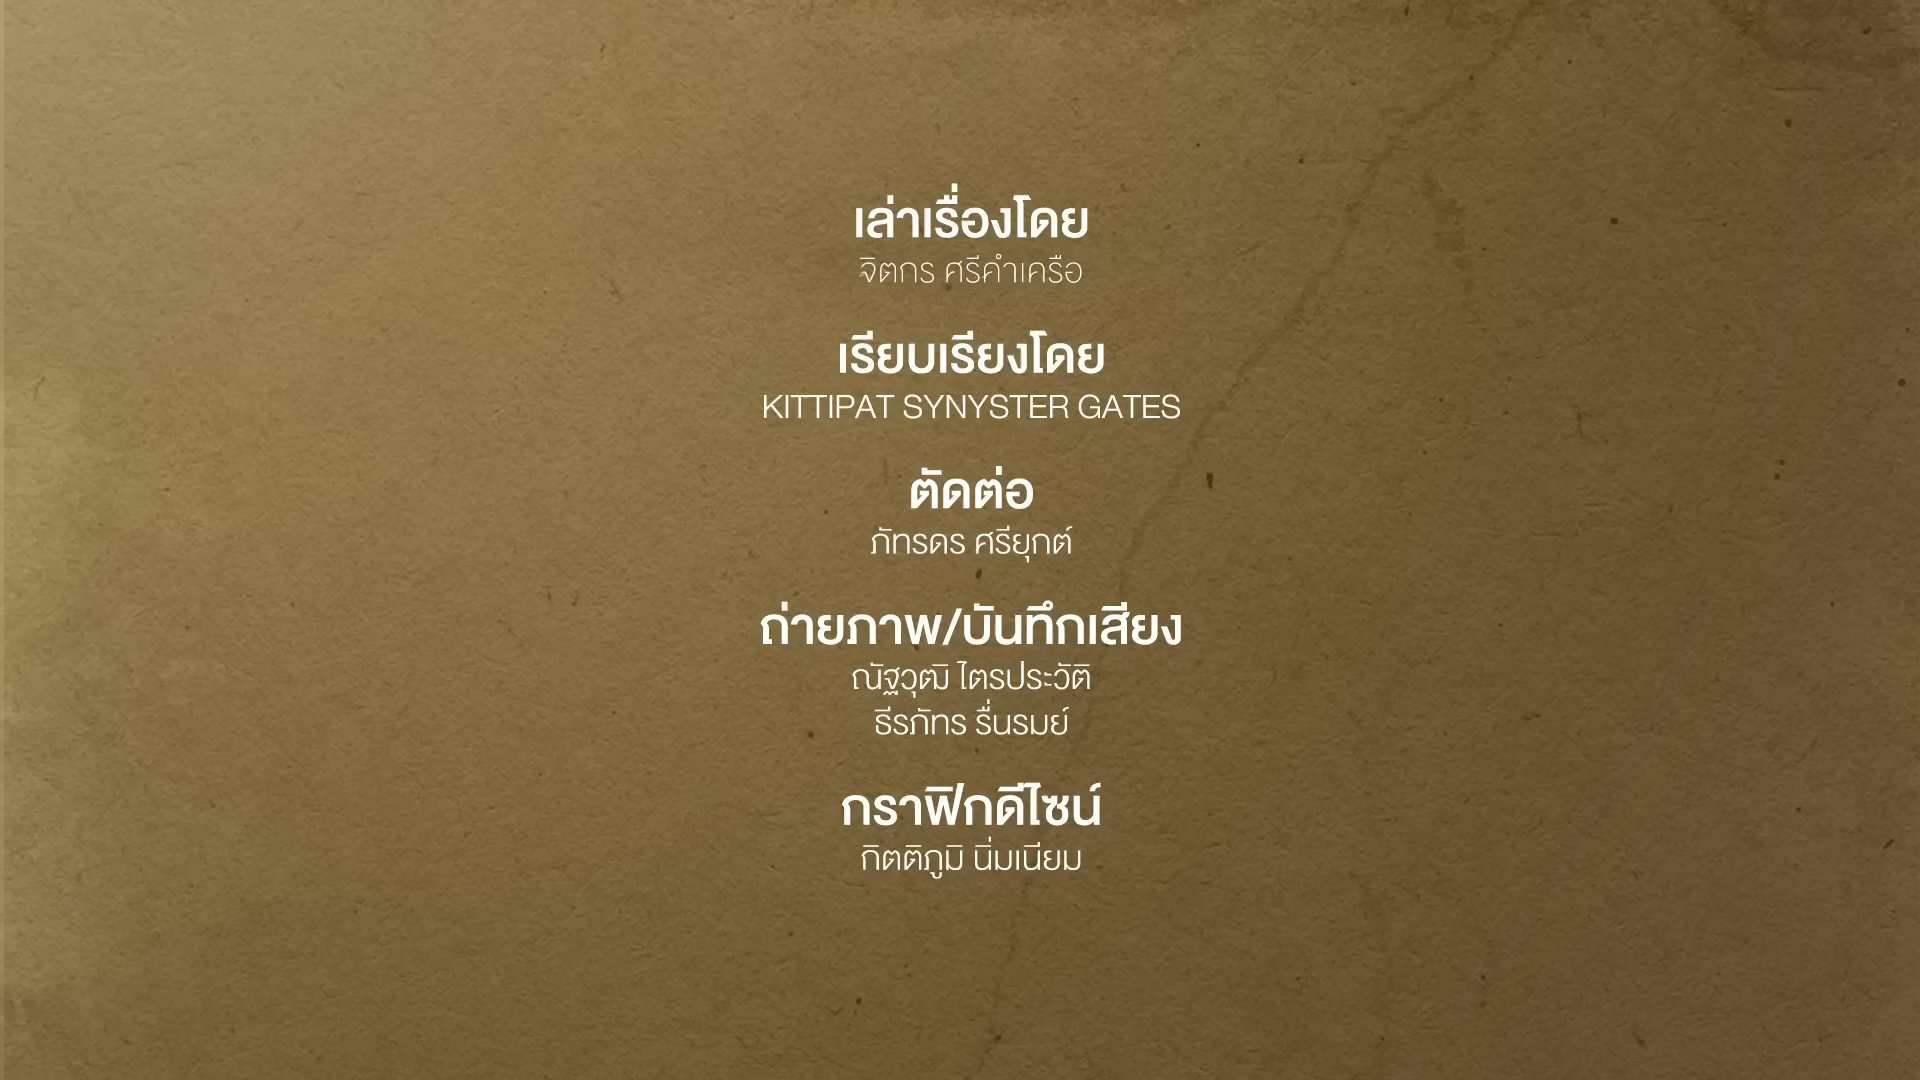 เล่าเรื่องโดย
จิตกร ศรีคำเครือ
เรียบเรียงโดย
KITTIPAT SYNYSTER GATES
ตัดต่อ
ภัทรดร ศรียุกต์
ถ่ายภาพ/บันทึกเสียง
ณัฐวุฒิ ไตรประวัติ
ธีรภัทร รื่นรมย์
กราฟิกดีไซน์
กิตติภูมิ นิ่มเนียม